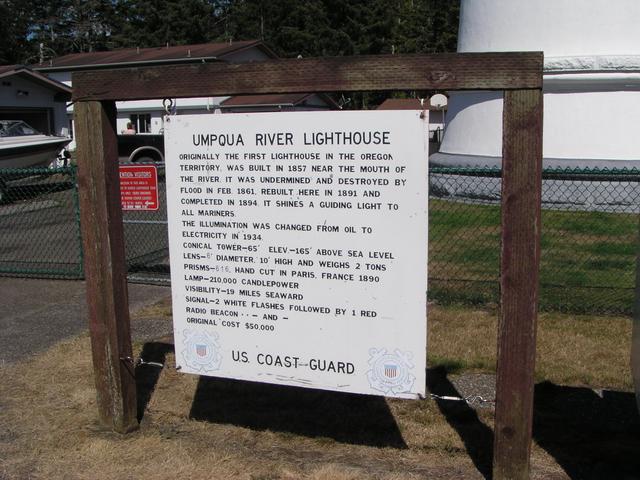 UMPQUA RIVER LIGHTHOUSE
ORIGINALLY THE FIRST LIGHTHOUSE IN THE OREGON
TERRITORY, WAS BUILT IN 1857 NEAR THE MOUTH OF
THE RIVER. IT WAS UNDERMINED AND DESTROYED BY
FLOOD IN FEB. 1861. REBUILT HERE IN 1891 AND
COMPLETED IN 1894. IT SHINES A GUIDING LIGHT TO
ALL MARINERS.
THE ILLUMINATION WAS CHANGED FROM OIL TO
ELECTRICITY IN 1934.
CONICAL TOWER-65' ELEV.-165' ABOVE SEA LEVEL
LENS-6' DIAMETER, 10' HIGH AND WEIGHS 2 TONS
PRISMS-616, HAND CUT IN PARIS, FRANCE 1890
LAMP-210,000 CANDLEPOWER
VISIBILITY-19 MILES SEAWARD
SIGNAL-2 WHITE FLASHES FOLLOWED BY 1 RED
RADIO BEACON - · · - AND -
ORIGINAL COST $50,000
U.S. COAST GUARD
VISITORS